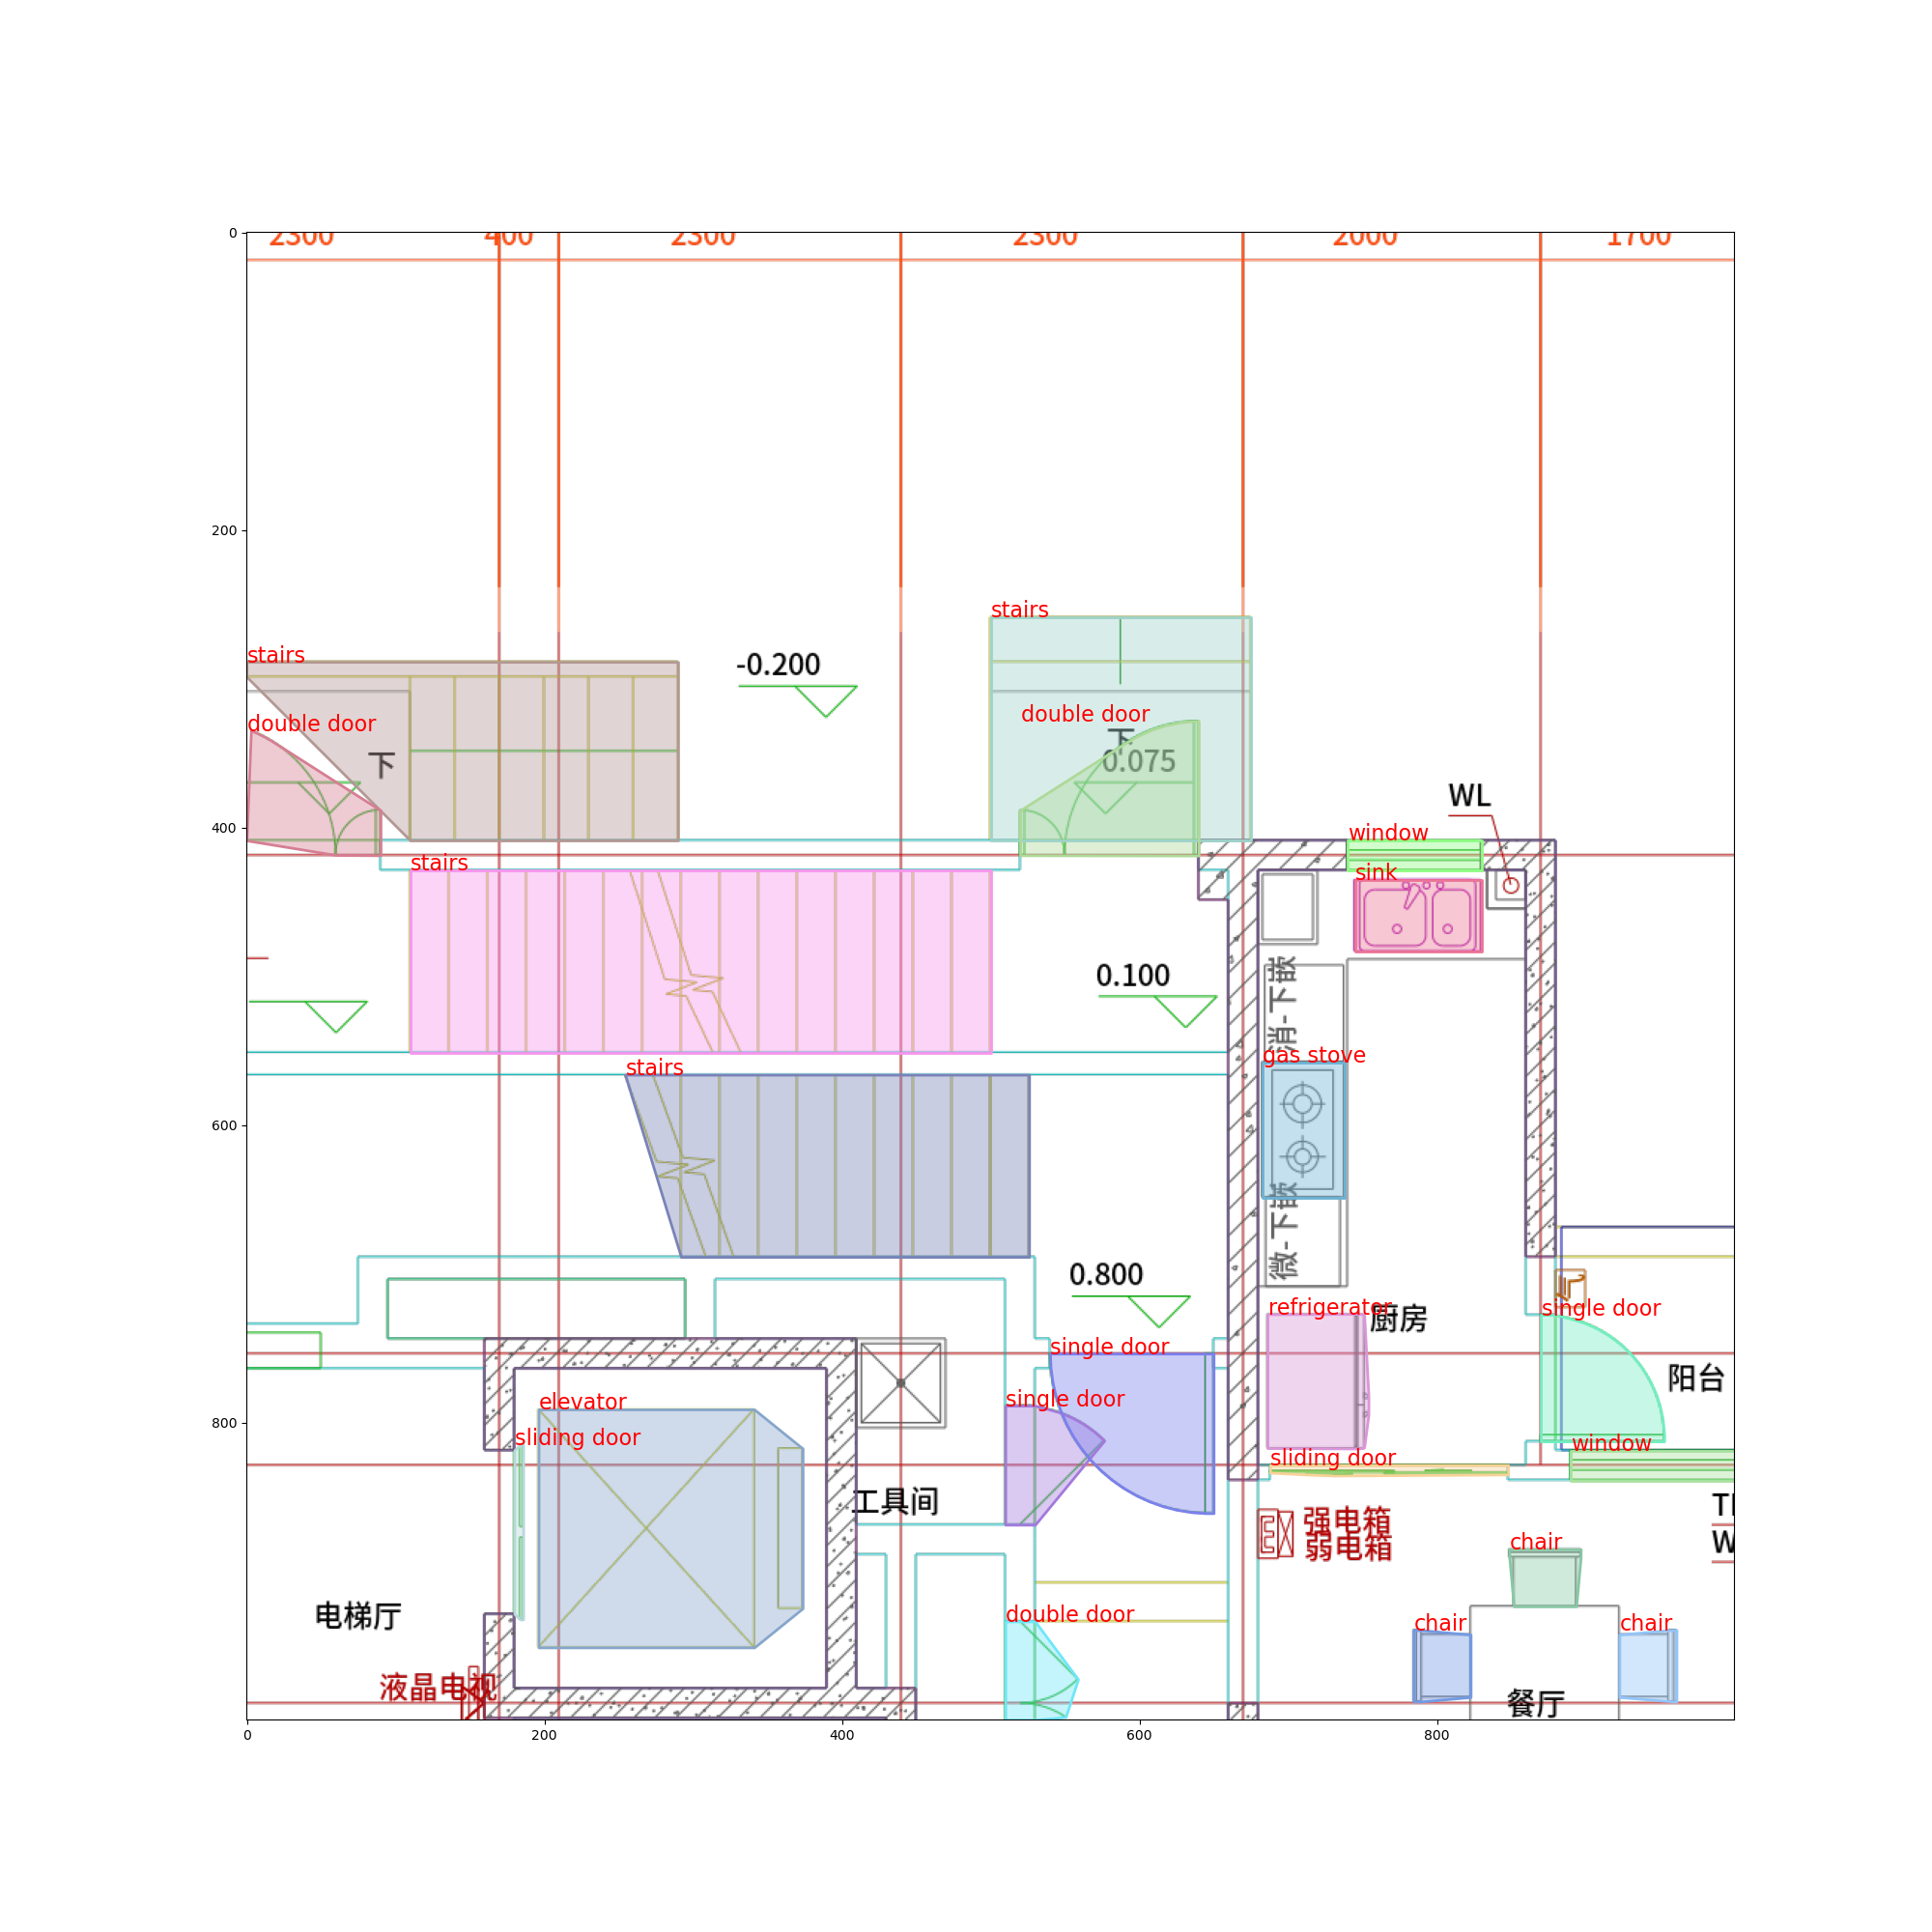 2300 400 2300 2300 2000 1700
0
200
stairs
stairs
-0.200
double door
double door
下
下
0.075
WL
400
window
stairs
sink
0.100
消-下嵌
gas stove
stairs
600
微-下嵌
0.800
refrigerator
厨房
single door
single door
阳台
single door
elevator
800
sliding door
window
sliding door
工具间
强电箱
弱电箱
TI
W
chair
电梯厅
double door
chair
chair
液晶电视
餐厅
0 200 400 600 800